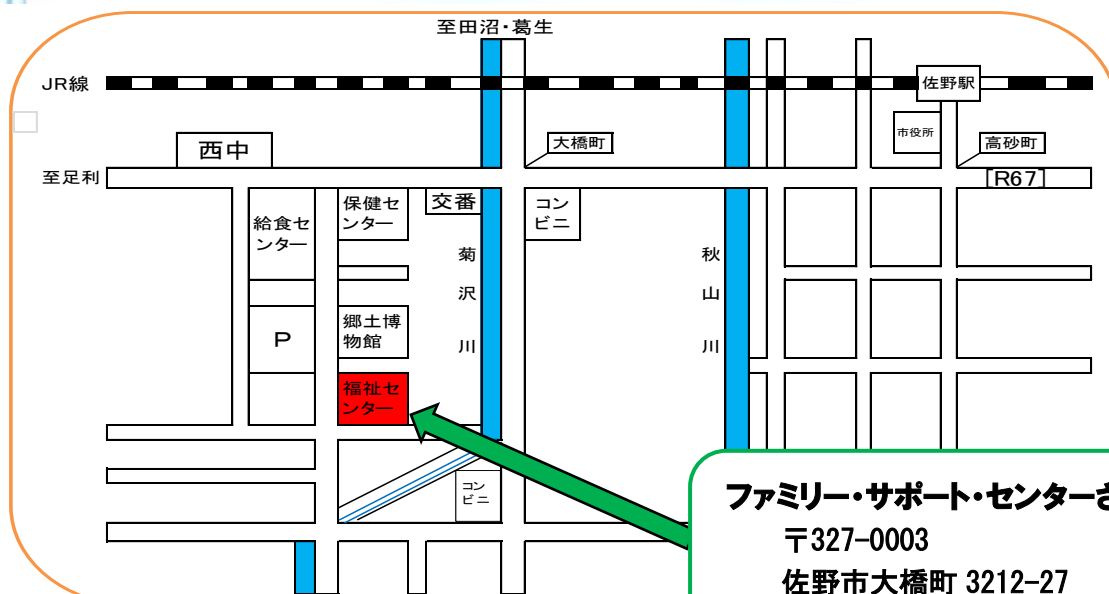 至田沼・葛生
JR線
佐野駅
市役所
大橋町
高砂町
西中
至足利
[R67]
保健セ
ンター
交番
コン
ビニ
給食セ
ンター
菊
沢
川
秋
山
川
P
郷土博
物館
福祉セ
ンター
コン
ビニ
ファミリー・サポート・センターさ
〒327-0003
佐野市大橋町 3212-27